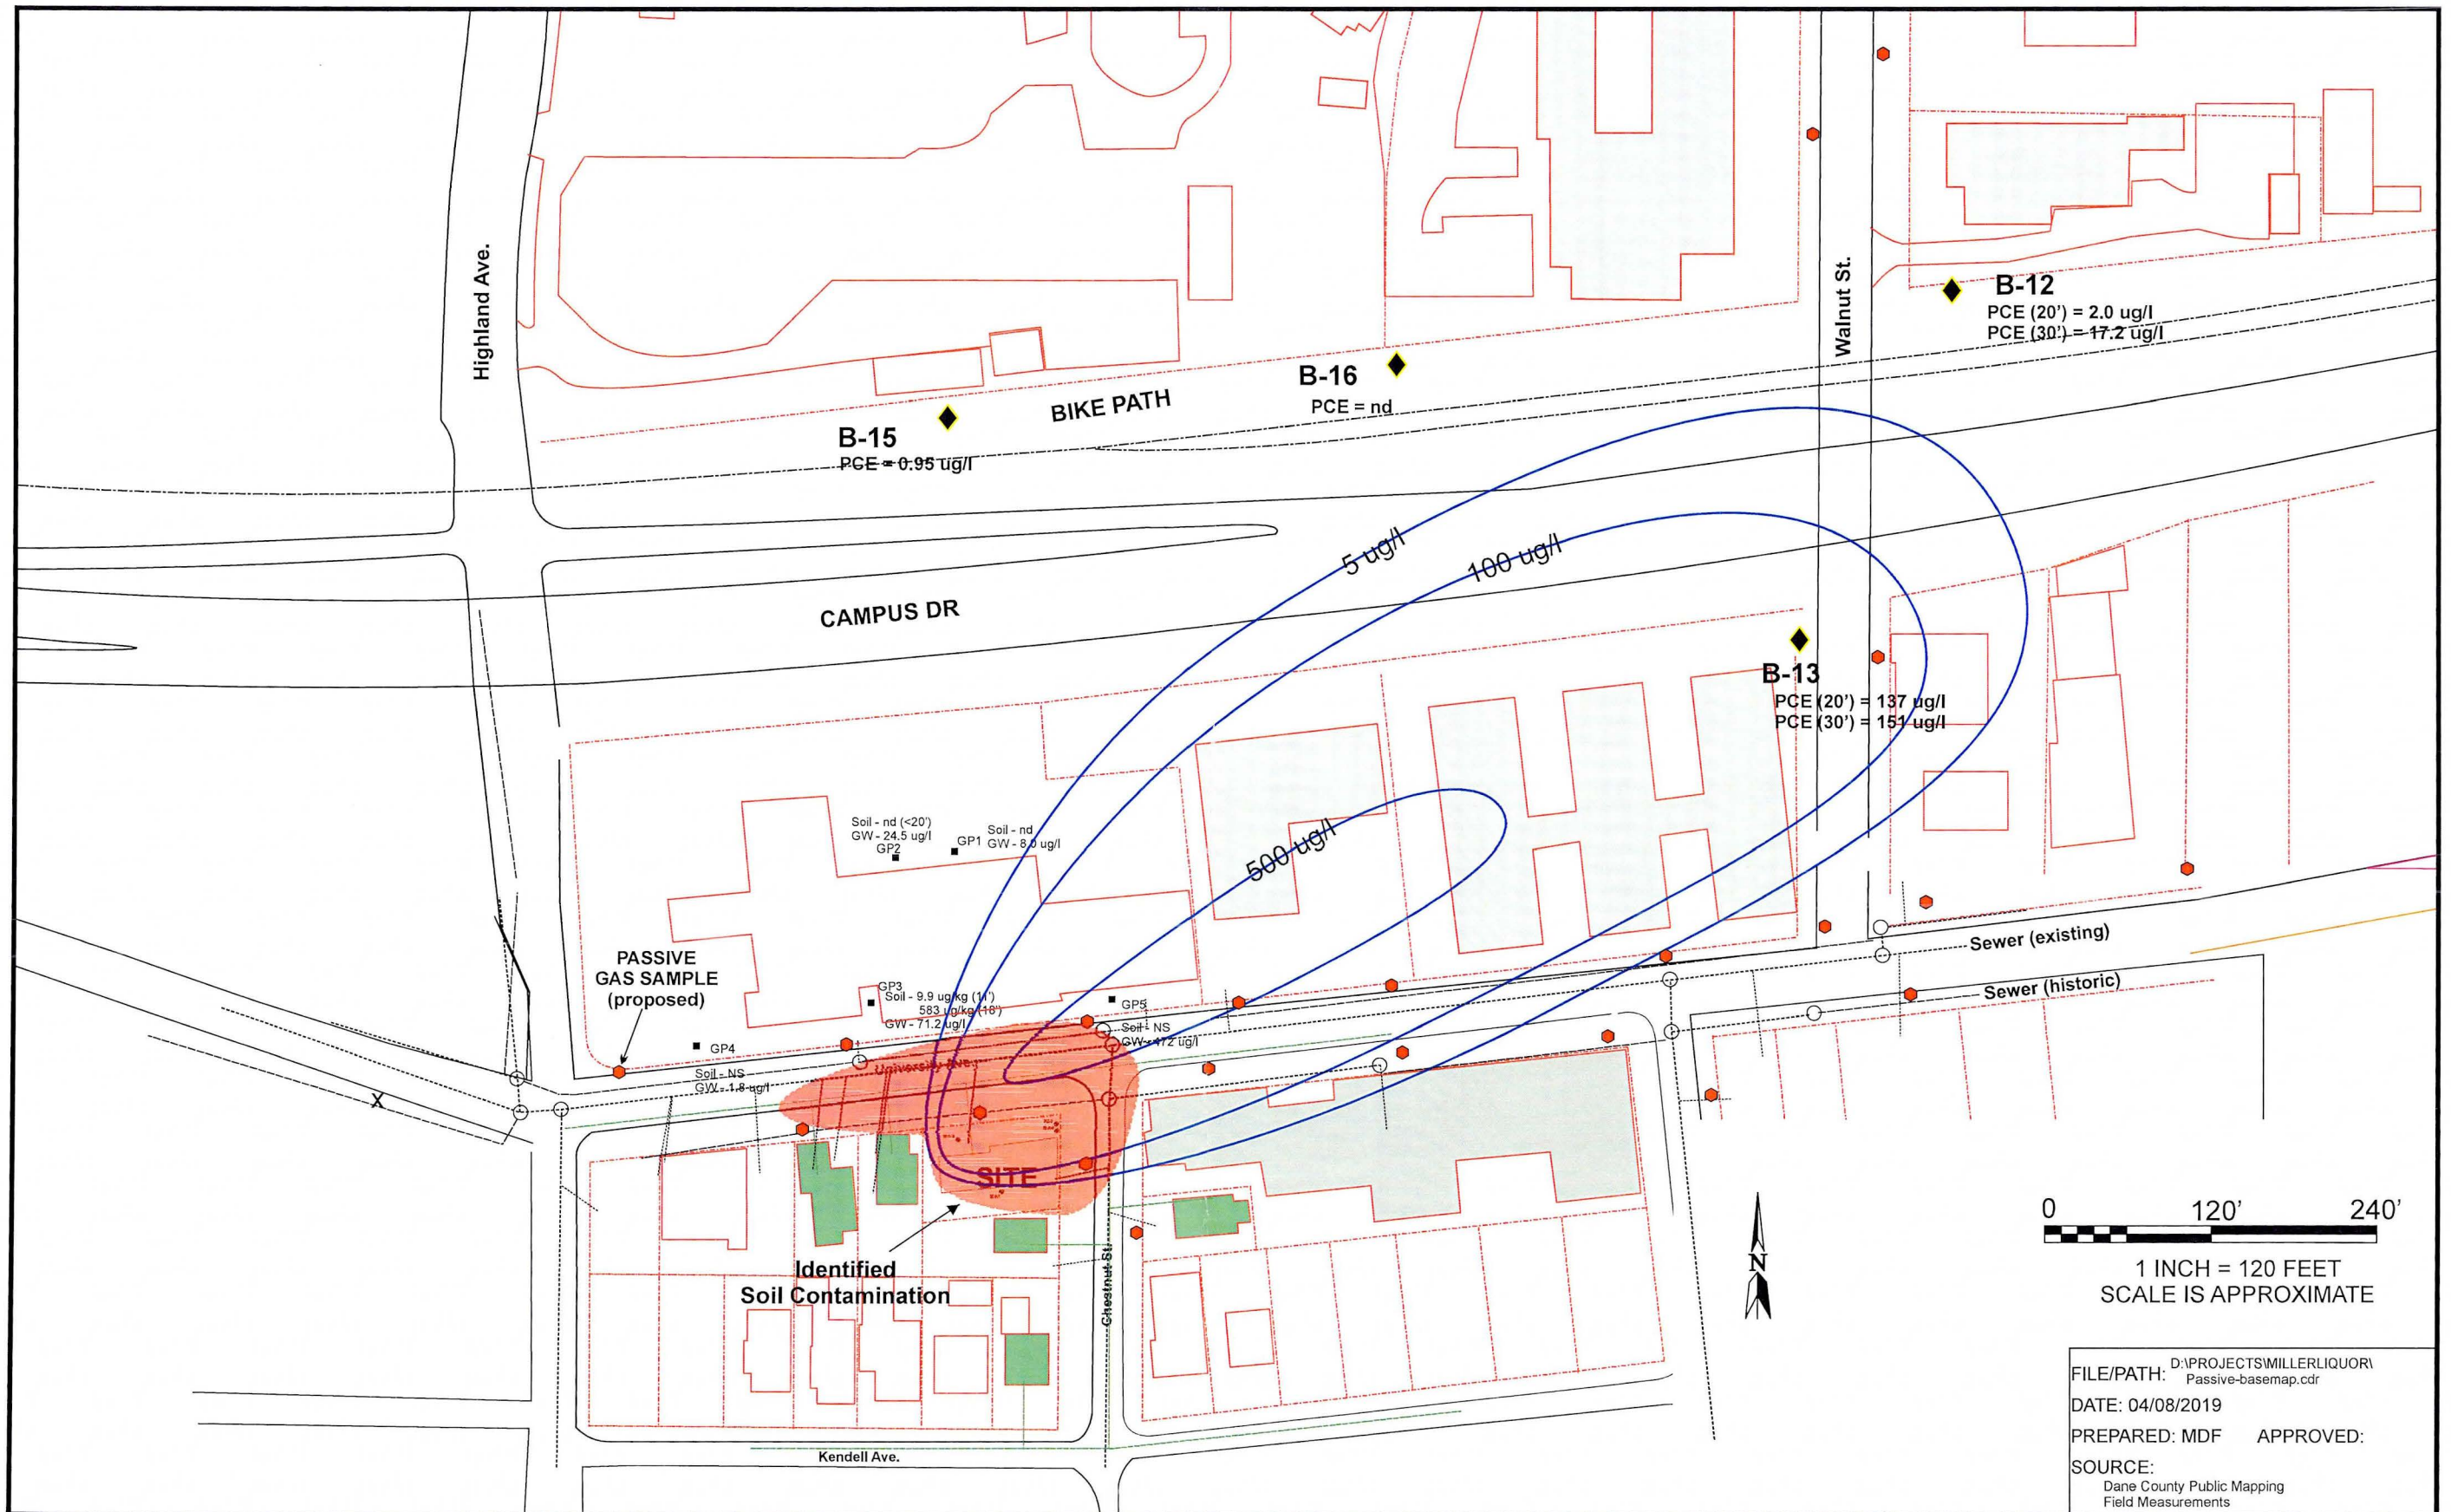 Highland Ave.
Walnut St.
B-12
PCE (20') = 2.0 ug/l
PCE (30') = 17.2 ug/l
B-16
PCE = nd
BIKE PATH
B-15
PCE = 0.95 ug/l
5 ug/l
100 ug/l
CAMPUS DR
B-13
PCE (20') = 137 ug/l
PCE (30') = 151 ug/l
Soil - nd (<20')
GW - 24.5 ug/l
GP2
GP1
Soil - nd
GW - 8.0 ug/l
500 ug/l
PASSIVE
GAS SAMPLE
(proposed)
GP3
Soil - 9.9 ug/kg (11')
583 ug/kg (18')
GW - 71.2 ug/l
GP5
Soil - NS
GW - 472 ug/l
GP4
Soil - NS
GW - 1.8 ug/l
University Ave.
X
Sewer (existing)
Sewer (historic)
SITE
Identified
Soil Contamination
Chestnut St.
Kendell Ave.
N
0 120' 240'
1 INCH = 120 FEET
SCALE IS APPROXIMATE
FILE/PATH: D:\PROJECTS\MILLERLIQUOR\
Passive-basemap.cdr
DATE: 04/08/2019
PREPARED: MDF APPROVED:
SOURCE:
Dane County Public Mapping
Field Measurements